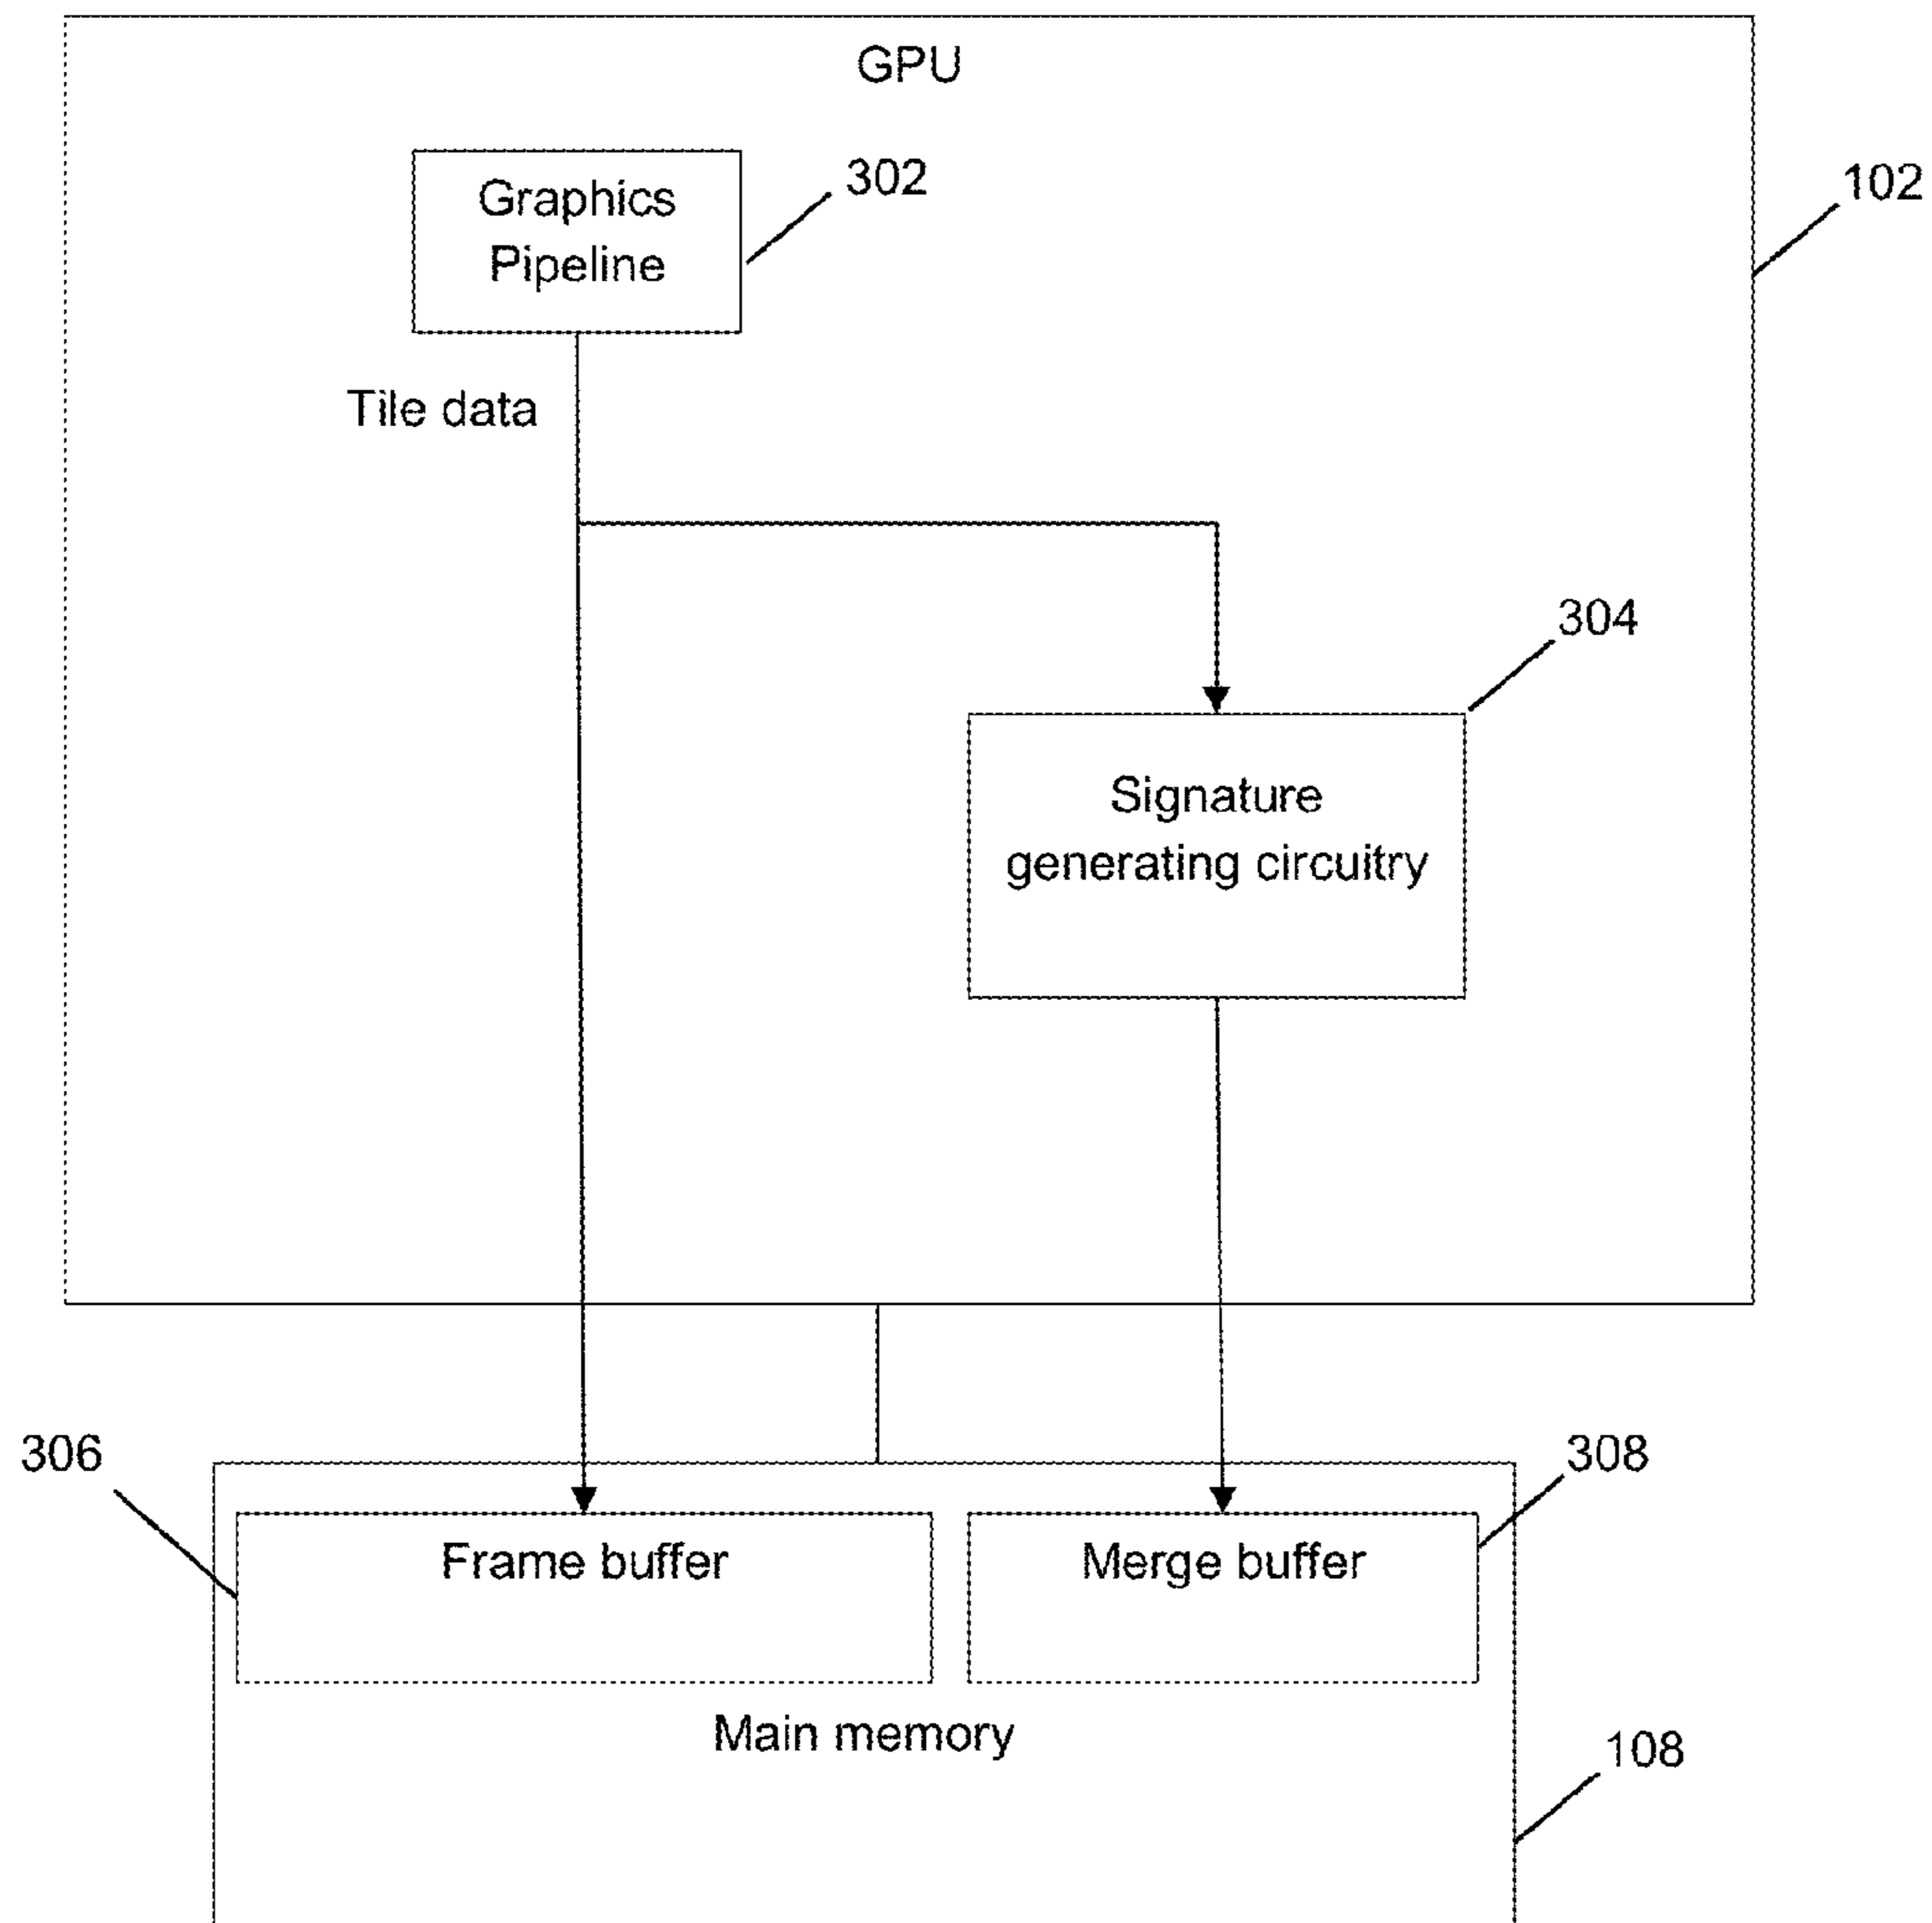 GPU
Graphics
Pipeline
302
102
Tile data
304
Signature
generating circuitry
306
308
Frame buffer
Merge buffer
Main memory
108